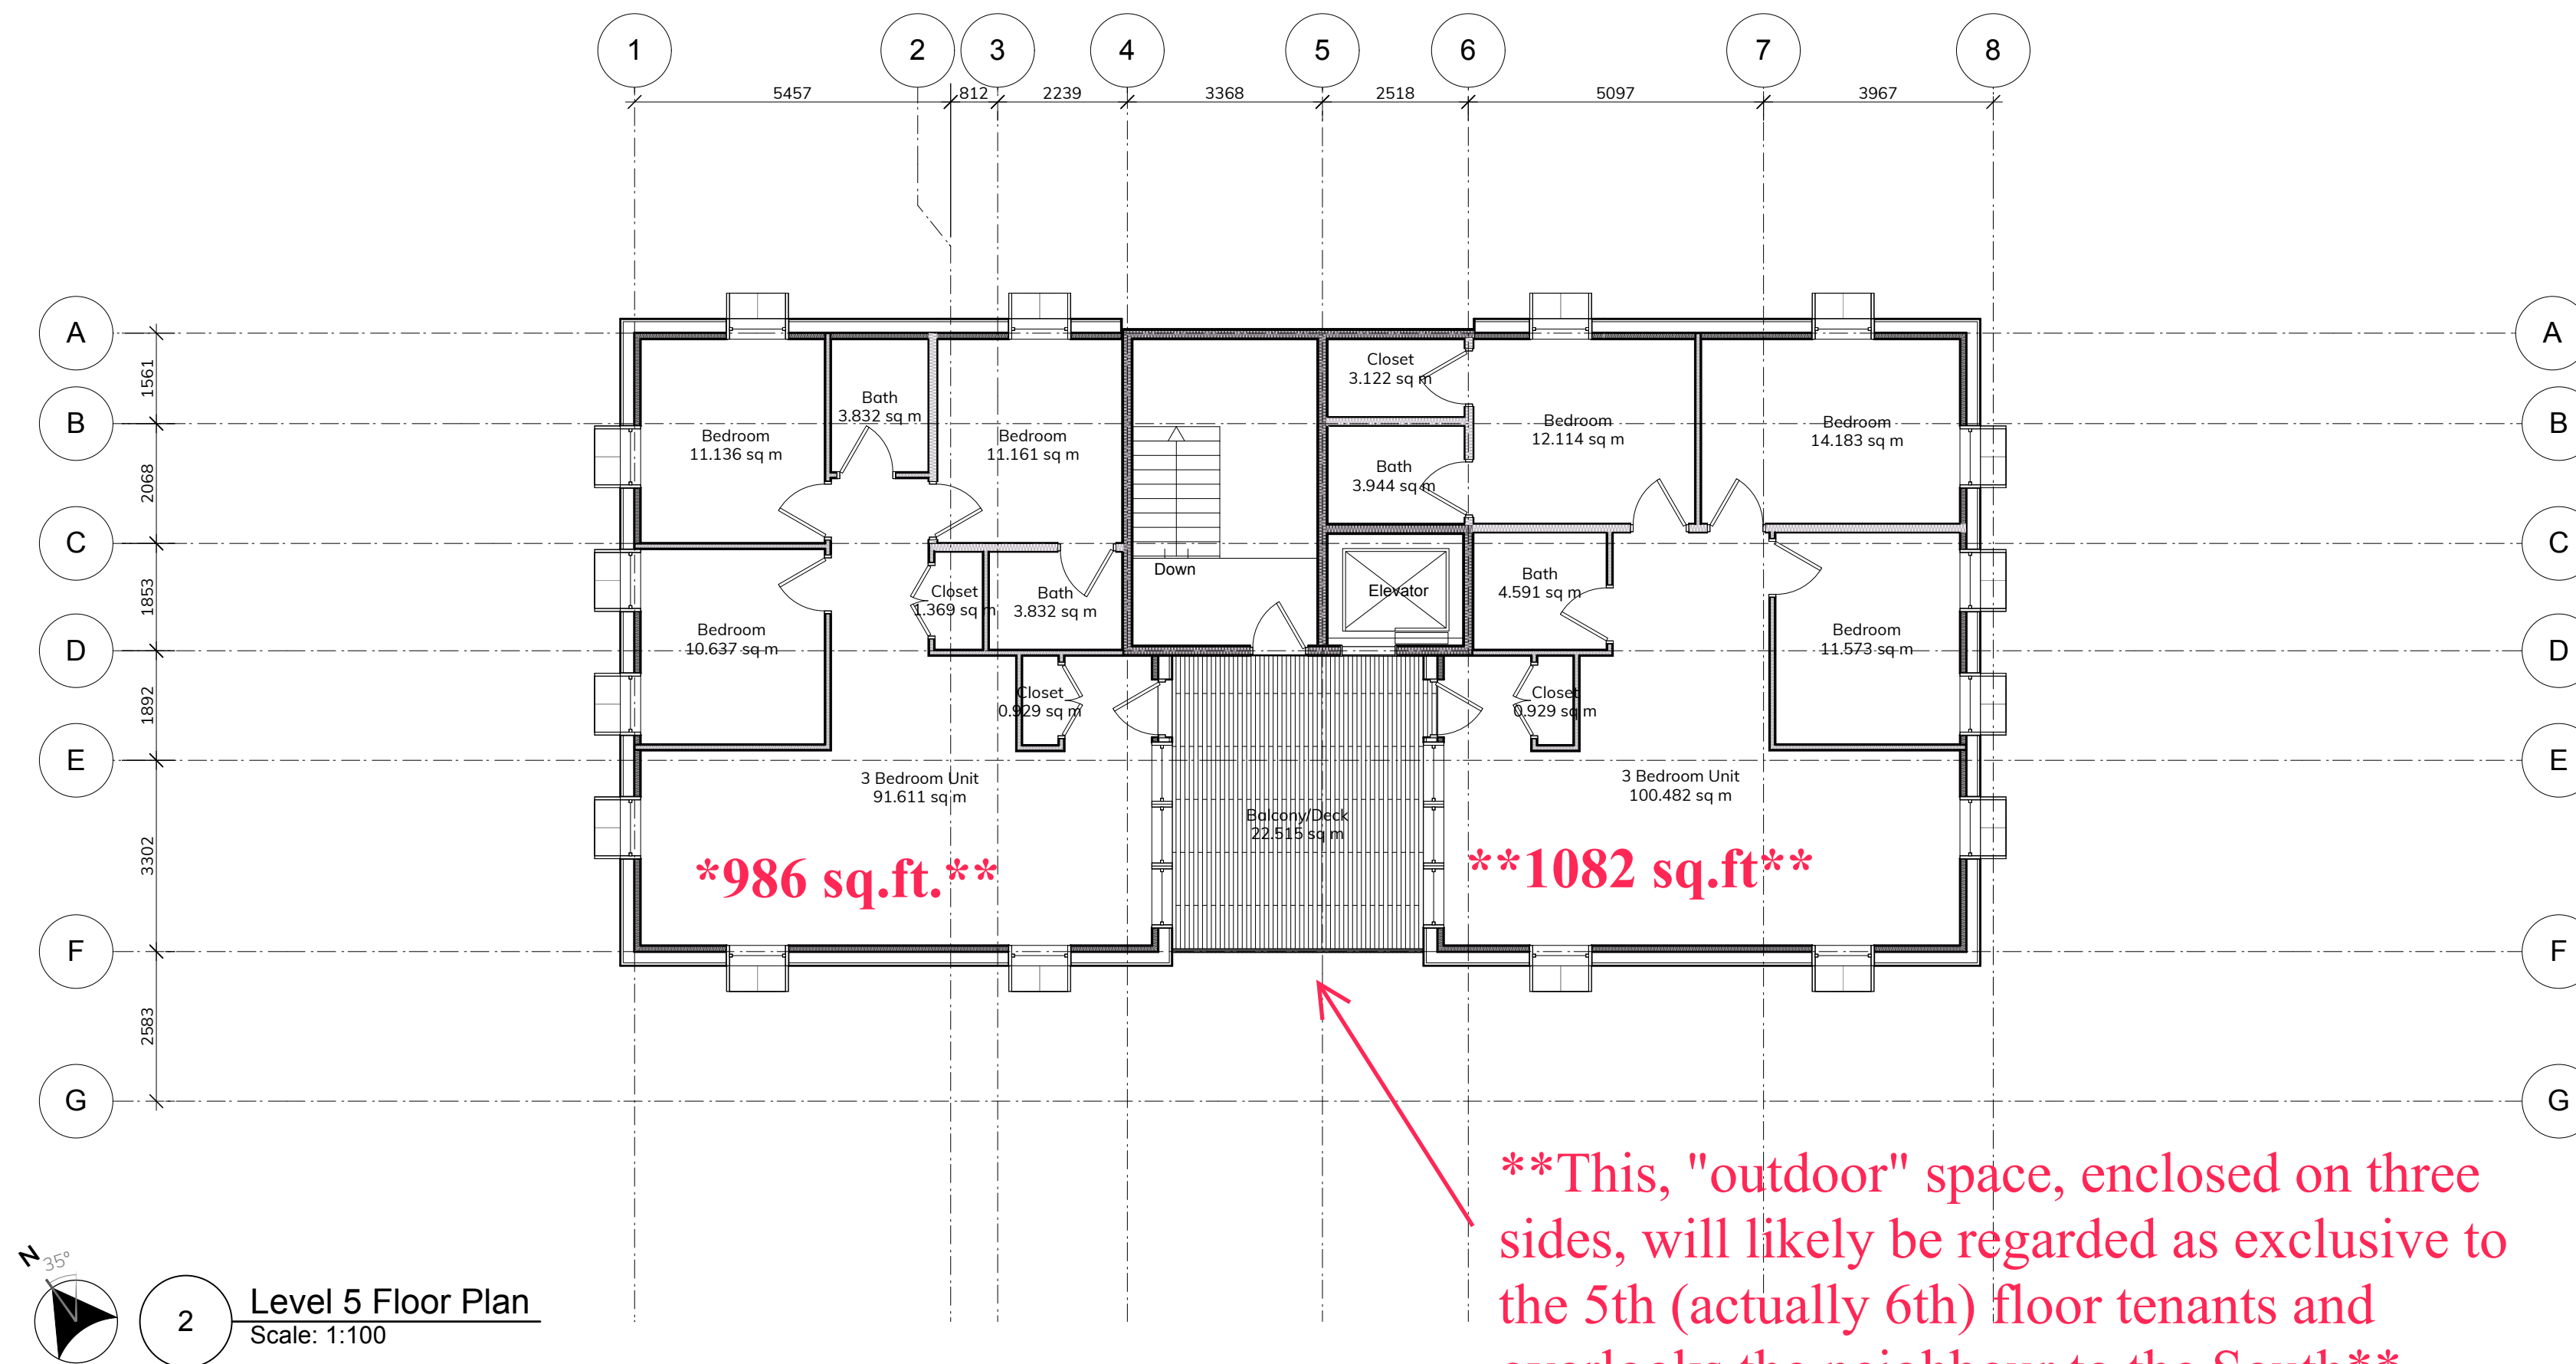 1 2 3 4 5 6 7 8
5457 812 2239 3368 2518 5097 3967
A A
1561
B B
2068
C C
1853
D D
1892
E E
3302
F F
2583
G G
Bedroom
11.136 sq m
Bath
3.832 sq m
Bedroom
11.161 sq m
Closet
3.122 sq m
Bath
3.944 sq m
Bedroom
12.114 sq m
Bedroom
14.183 sq m
Bedroom
10.637 sq m
Closet
1.369 sq m
Bath
3.832 sq m
Down
Elevator
Bath
4.591 sq m
Bedroom
11.573 sq m
Closet
0.929 sq m
Closet
0.929 sq m
3 Bedroom Unit
91.611 sq m
Balcony/Deck
22.515 sq m
3 Bedroom Unit
100.482 sq m
*986 sq.ft.**
**1082 sq.ft**
**This, "outdoor" space, enclosed on three
sides, will likely be regarded as exclusive to
the 5th (actually 6th) floor tenants and
overlooks the neighbour to the South**
N 35°
2
Level 5 Floor Plan
Scale: 1:100